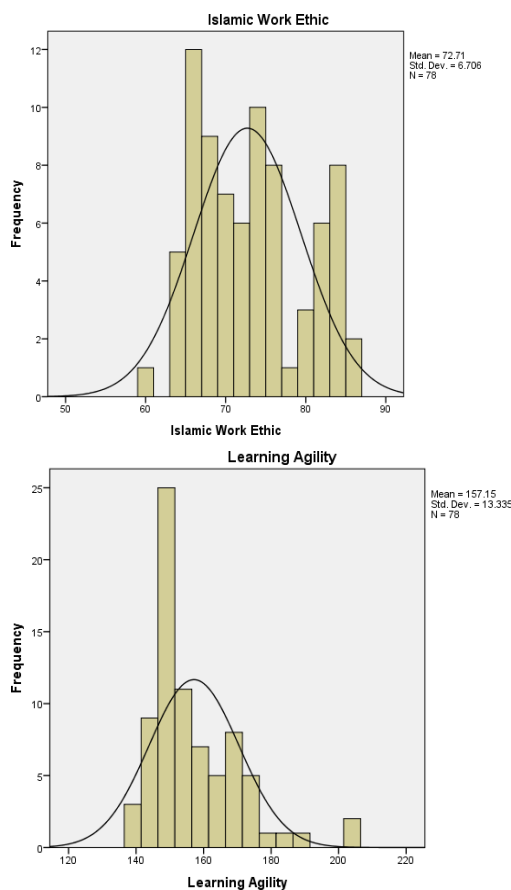 Islamic Work Ethic
Mean = 72.71
Std. Dev. = 6.706
N = 78
12
10
8
6
4
2
0
Frequency
50 60 70 80 90
Islamic Work Ethic
Learning Agility
Mean = 157.15
Std. Dev. = 13.335
N = 78
25
20
15
10
5
0
Frequency
120 140 160 180 200 220
Learning Agility